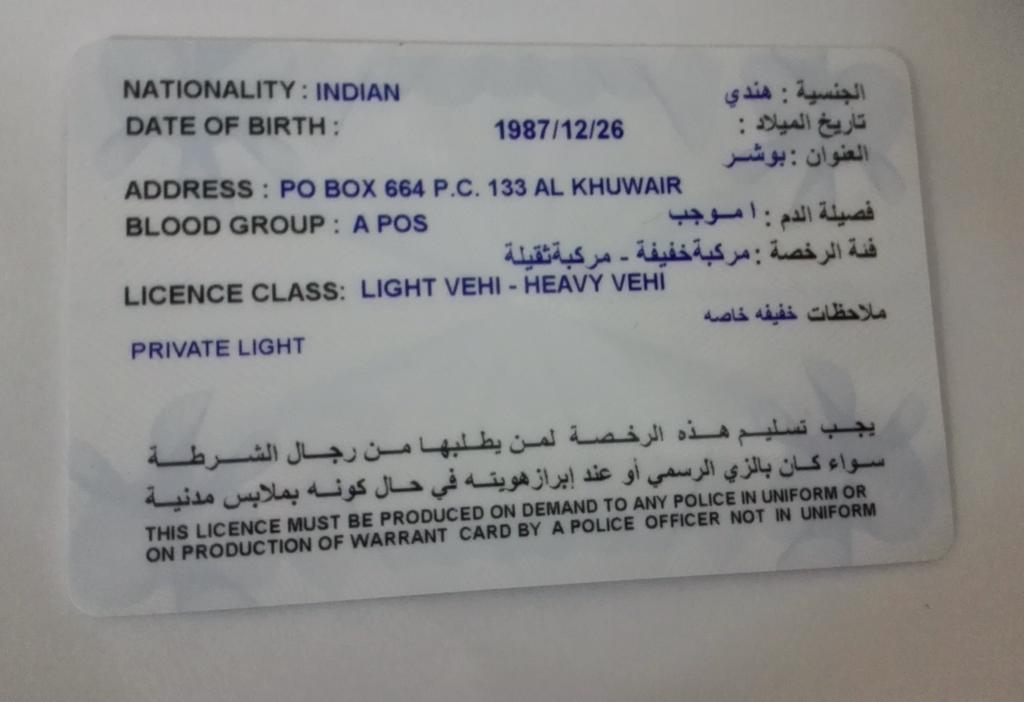 NATIONALITY : INDIAN الجنسية : هندي
DATE OF BIRTH : 1987/12/26 تاريخ الميلاد :
العنوان : بوشر
ADDRESS : PO BOX 664 P.C. 133 AL KHUWAIR
BLOOD GROUP : A POS فصيلة الدم : ا موجب
فئة الرخصة : مركبةخفيفة - مركبةثقيلة
LICENCE CLASS: LIGHT VEHI - HEAVY VEHI
ملاحظات خفيفه خاصه
PRIVATE LIGHT
يجب تسليم هذه الرخصة لمن يطلبها من رجال الشرطة
سواء كان بالزي الرسمي أو عند إبرازهويته في حال كونه بملابس مدنية
THIS LICENCE MUST BE PRODUCED ON DEMAND TO ANY POLICE IN UNIFORM OR
ON PRODUCTION OF WARRANT CARD BY A POLICE OFFICER NOT IN UNIFORM